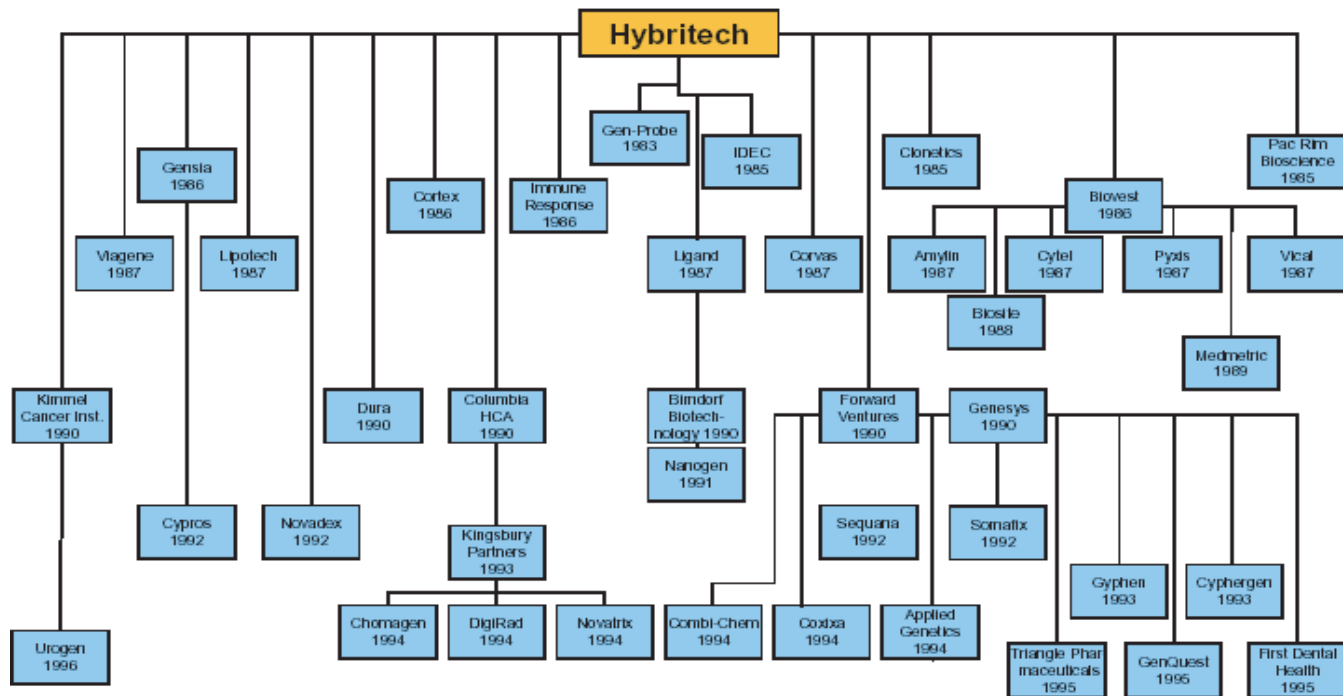 Hybritech
Gen-Probe
1983
IDEC
1985
Clonetics
1985
Pac Rim
Bioscience
1985
Gensia
1986
Cortex
1986
Immune
Response
1986
Biovest
1986
Viagene
1987
Lipotech
1987
Ligand
1987
Corvas
1987
Amylin
1987
Cytel
1987
Pyxis
1987
Vical
1987
Biosite
1988
Medmetric
1989
Kimmel
Cancer Inst.
1990
Dura
1990
Columbia
HCA
1990
Birndorf
Biotech-
nology 1990
Forward
Ventures
1990
Genesys
1990
Nanogen
1991
Cypros
1992
Novadex
1992
Kingsbury
Partners
1993
Sequana
1992
Somafix
1992
Gyphen
1993
Cyphergen
1993
Chomagen
1994
DigiRad
1994
Novatrix
1994
Combi-Chem
1994
Coxixa
1994
Applied
Genetics
1994
Urogen
1996
Triangle Phar
maceuticals
1995
GenQuest
1995
First Dental
Health
1995